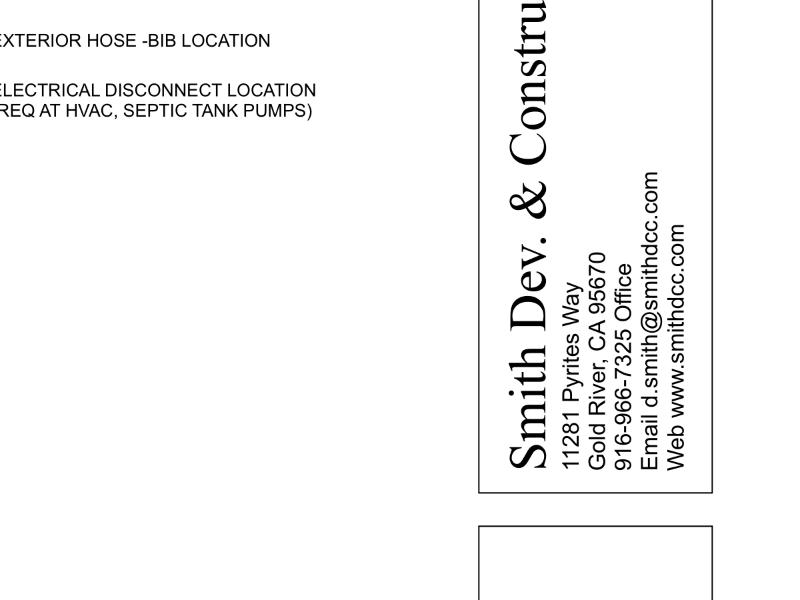 EXTERIOR HOSE -BIB LOCATION
ELECTRICAL DISCONNECT LOCATION
REQ AT HVAC, SEPTIC TANK PUMPS)
Smith Dev. & Constru
11281 Pyrites Way
Gold River, CA 95670
916-966-7325 Office
Email d.smith@smithdcc.com
Web www.smithdcc.com